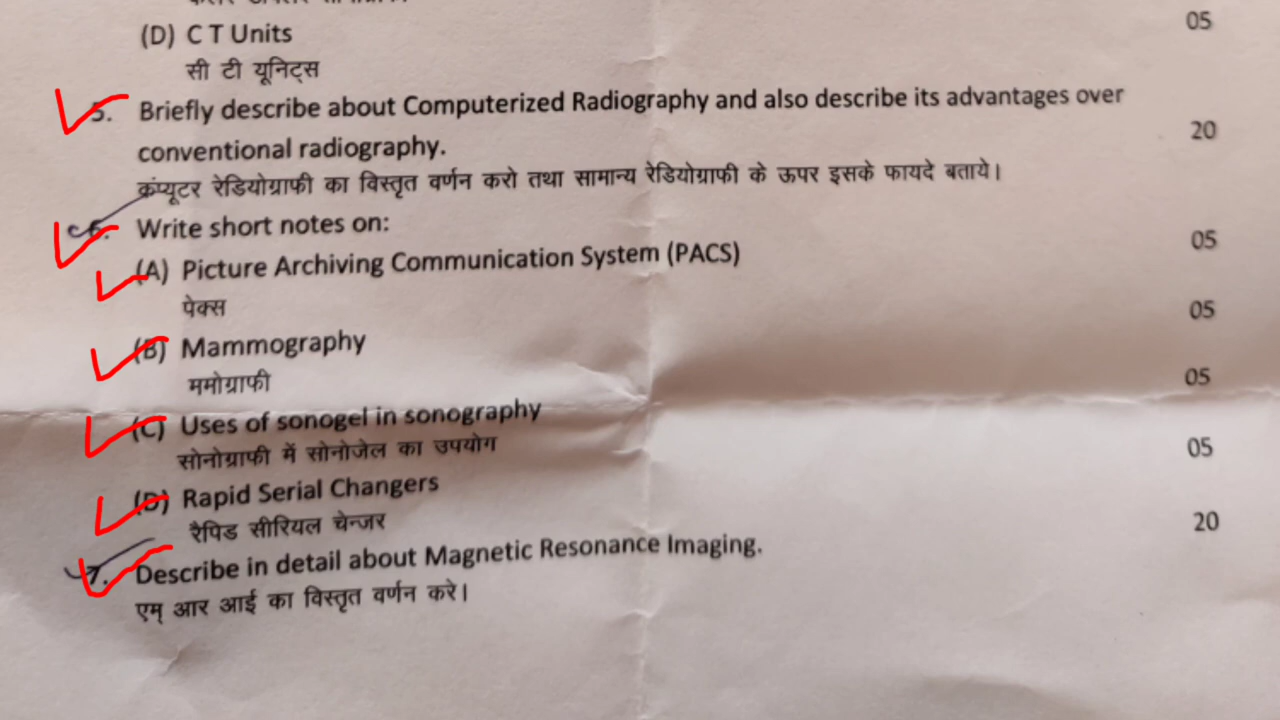 (D) C T Units 05
सी टी यूनिट्स
5. Briefly describe about Computerized Radiography and also describe its advantages over
conventional radiography. 20
कंप्यूटर रेडियोग्राफी का विस्तृत वर्णन करो तथा सामान्य रेडियोग्राफी के ऊपर इसके फायदे बताये।
6. Write short notes on:
(A) Picture Archiving Communication System (PACS) 05
पेक्स
(B) Mammography 05
ममोग्राफी
(C) Uses of sonogel in sonography 05
सोनोग्राफी में सोनोजेल का उपयोग
(D) Rapid Serial Changers 05
रैपिड सीरियल चेन्जर
7. Describe in detail about Magnetic Resonance Imaging. 20
एम् आर आई का विस्तृत वर्णन करे।